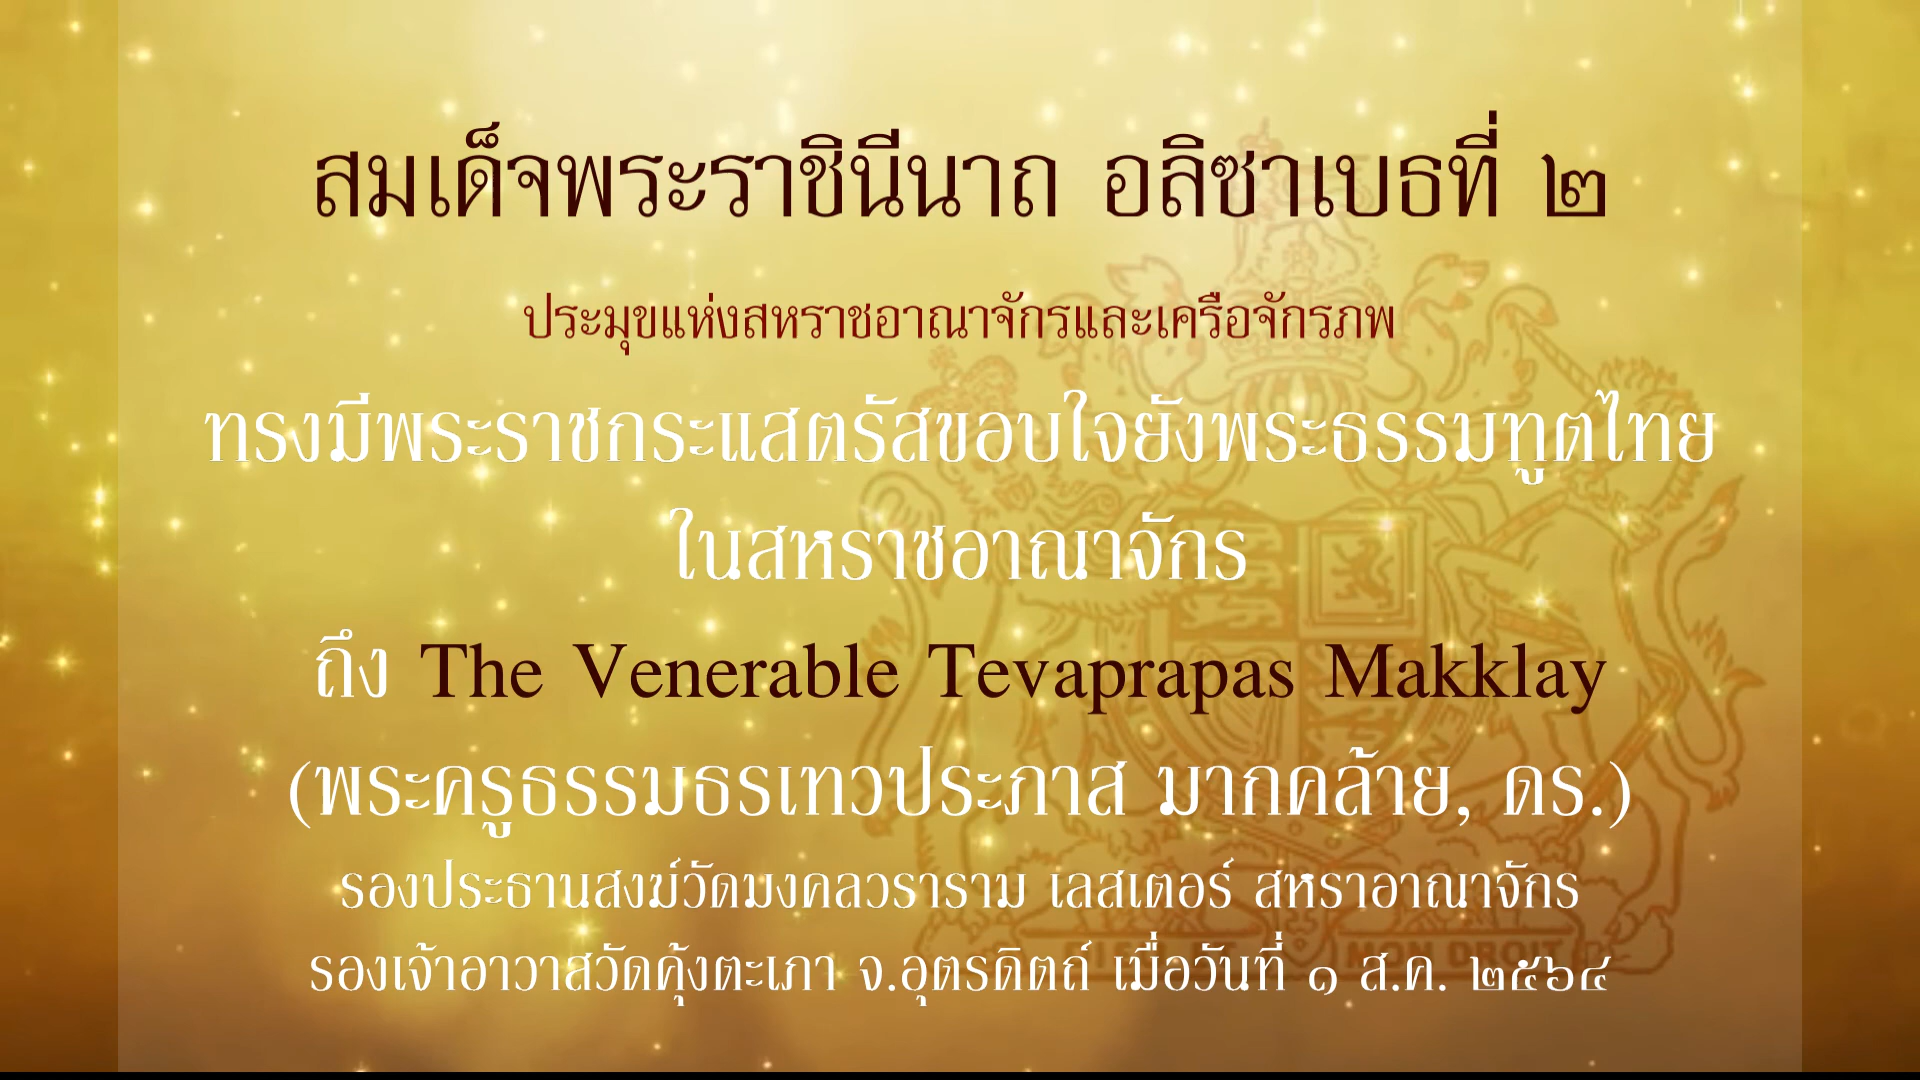 สมเด็จพระราชินีนาถ อลิซาเบธที่ ๒
ประมุขแห่งสหราชอาณาจักรและเครือจักรภพ
ทรงมีพระราชกระแสตรัสขอบใจยังพระธรรมทูตไทย
ในสหราชอาณาจักร
ถึง The Venerable Tevaprapas Makklay
(พระครูธรรมธรเทวประภาส มากคล้าย, ดร.)
รองประธานสงฆ์วัดมงคลวราราม เลสเตอร์ สหราอาณาจักร
รองเจ้าอาวาสวัดคุ้งตะเภา จ.อุตรดิตถ์ เมื่อวันที่ ๑ ส.ค. ๒๕๖๔
MON DROIT